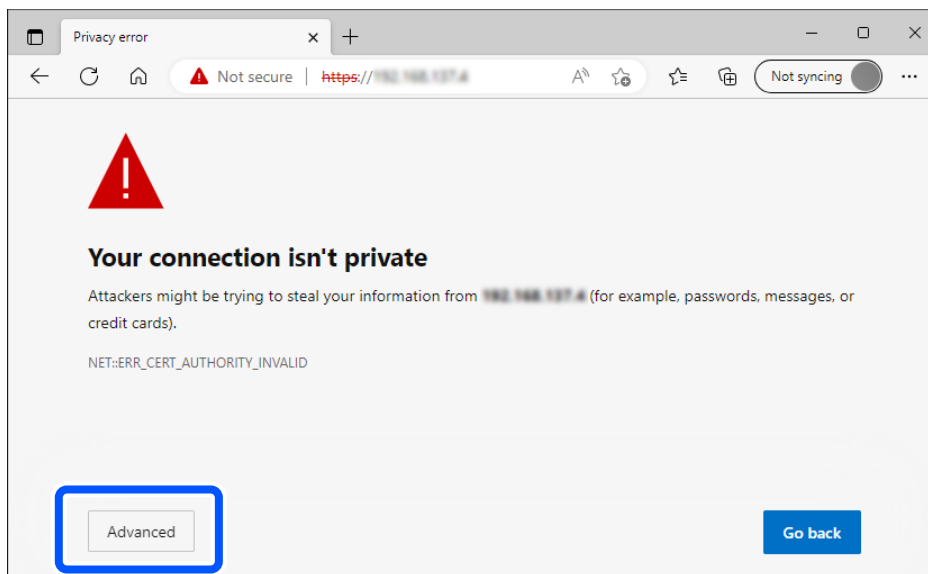 Privacy error
Not secure https://
Not syncing
Your connection isn't private
Attackers might be trying to steal your information from (for example, passwords, messages, or
credit cards).
NET::ERR_CERT_AUTHORITY_INVALID
Advanced
Go back